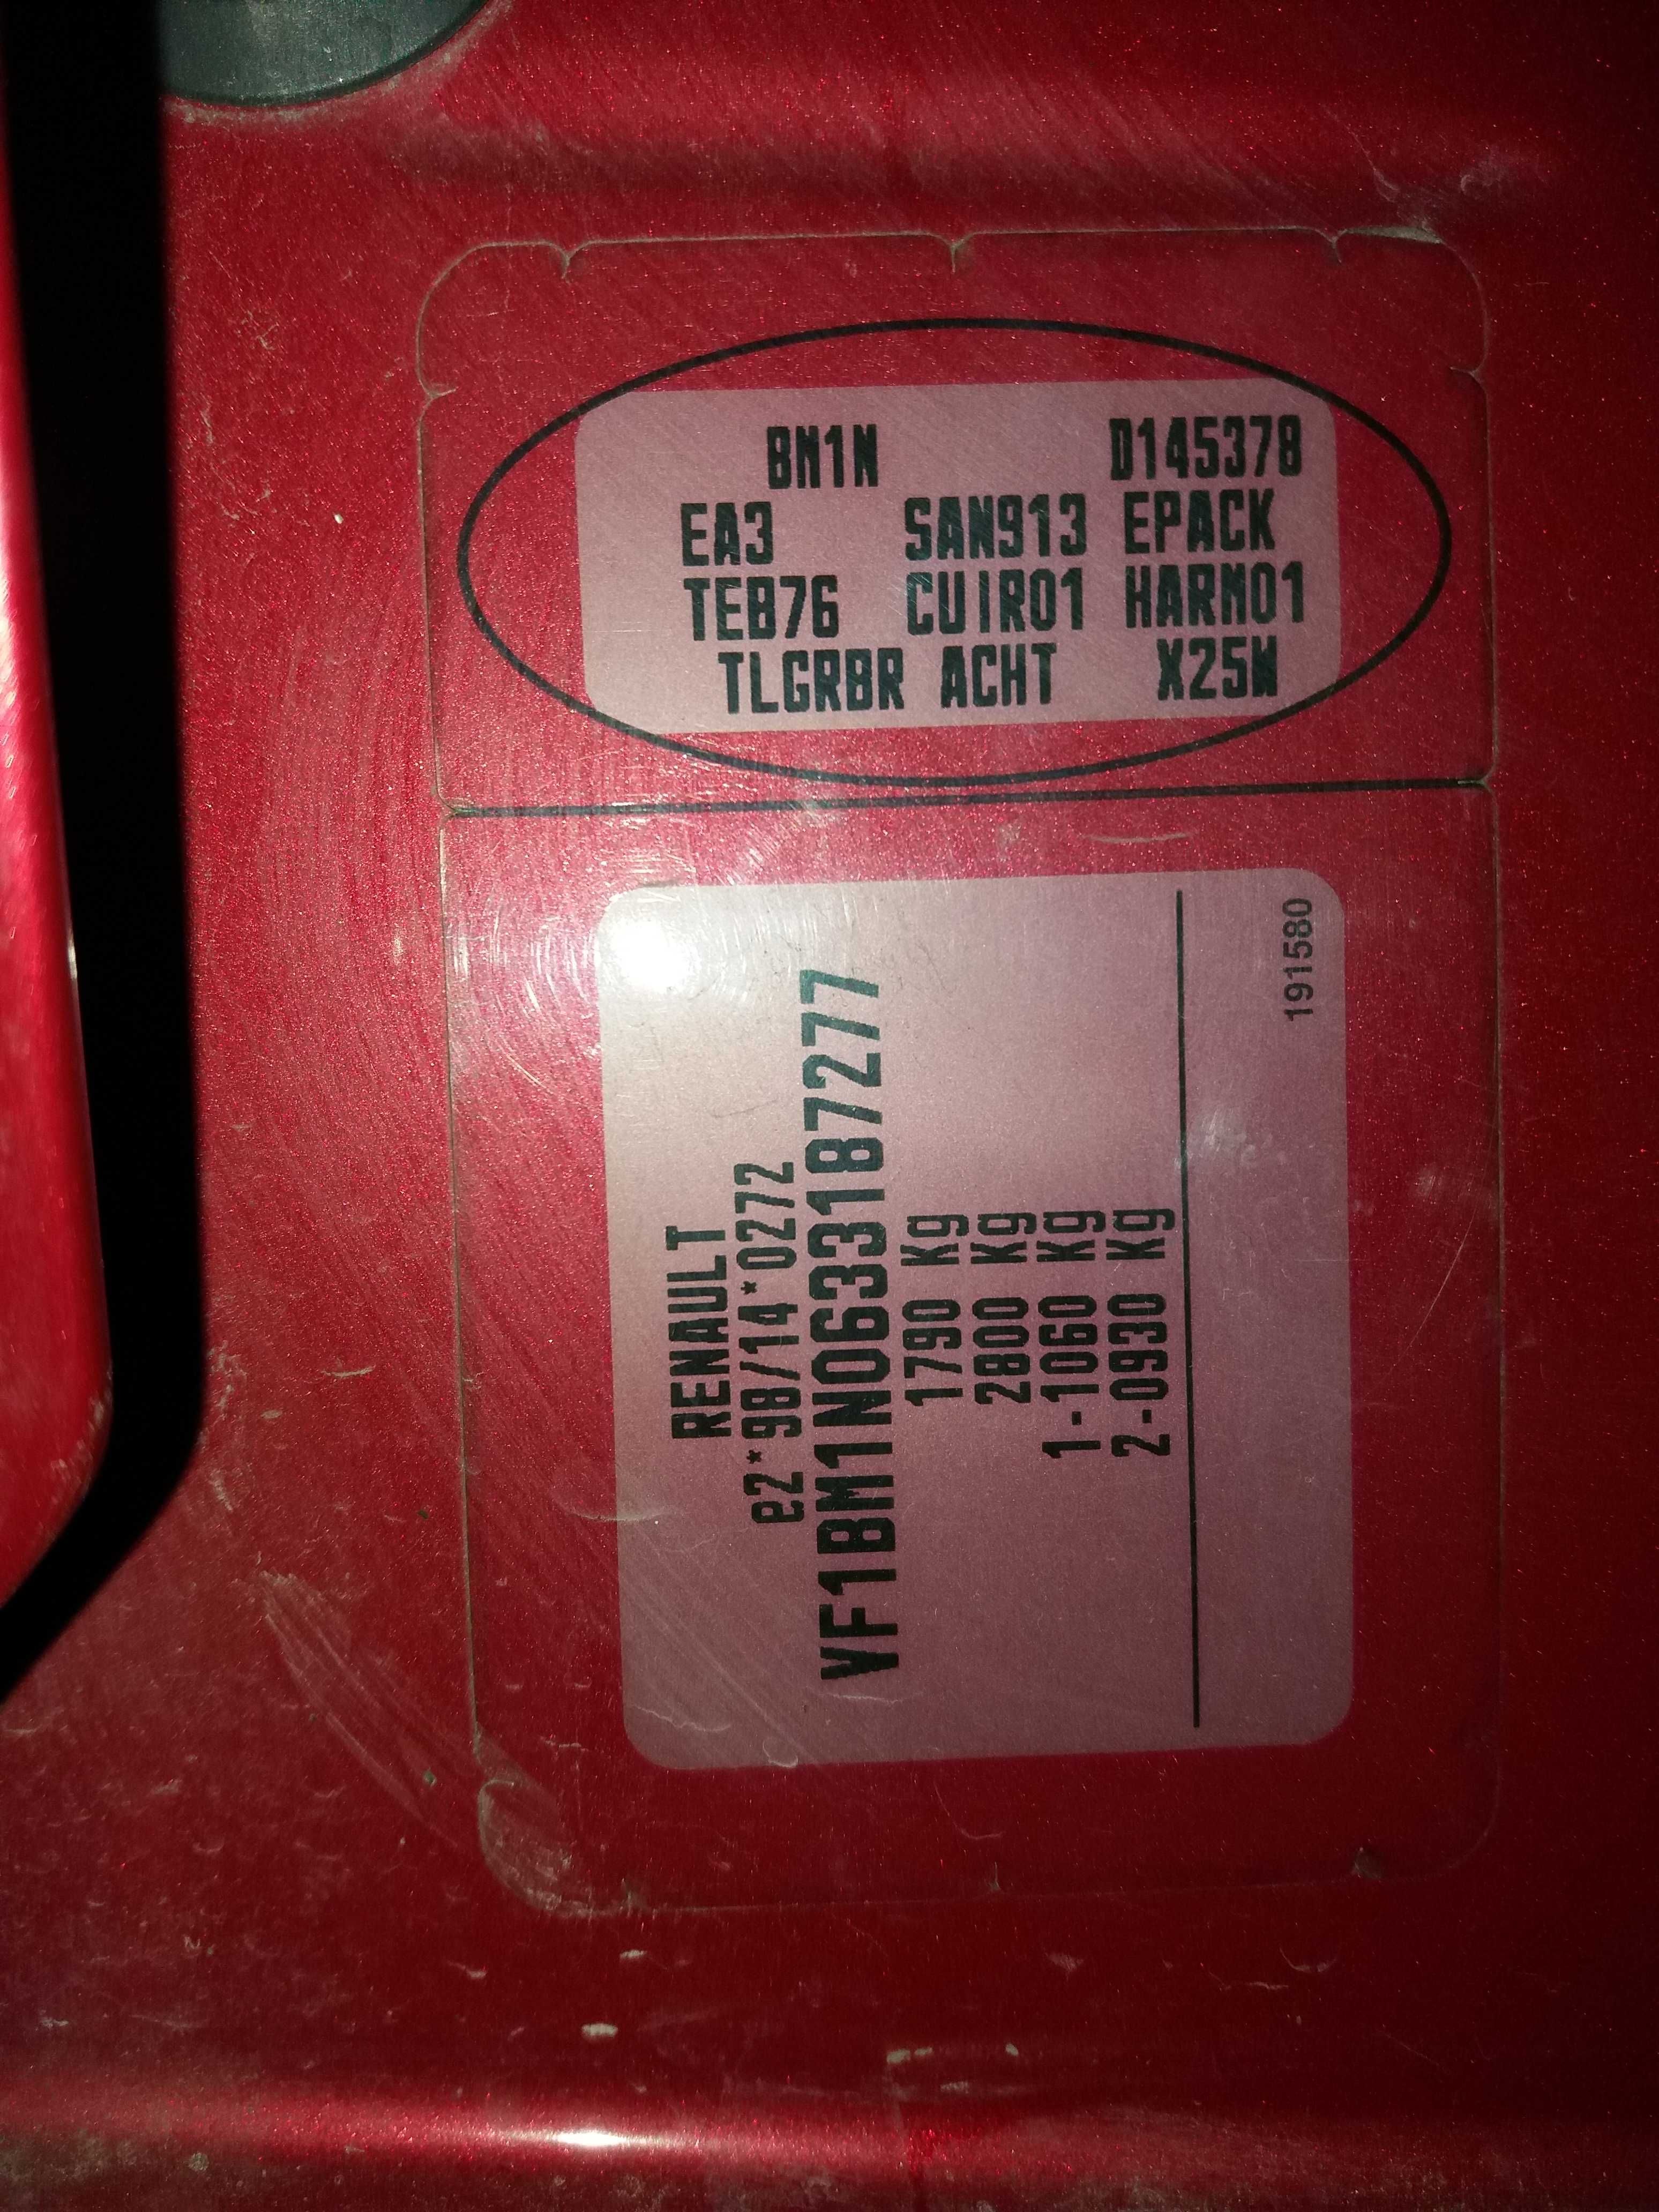 BM1N D145378
EA3 SAN913 EPACK
TEB76 CUIR01 HARM01
TLGRBR ACHT X25W
RENAULT
e2*98/14*0272
VF1BM1N0633187277
1790 Kg
2800 Kg
1-1060 Kg
2-0930 Kg
191580